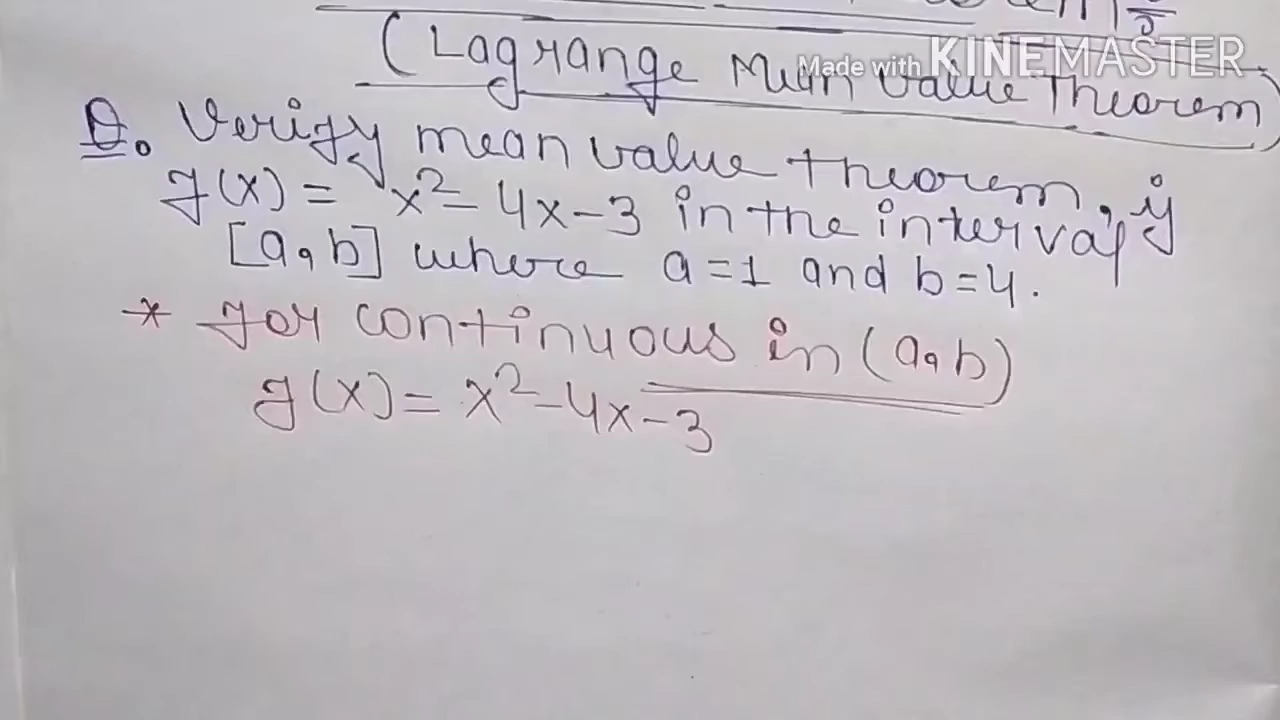 (Lagrange Mean Value Theorem)
Made with KINEMASTER
Q. Verify mean value theorem, if
f(x) = x²-4x-3 in the interval
[a,b] where a=1 and b=4.
* for continuous in (a,b)
f(x) = x²-4x-3